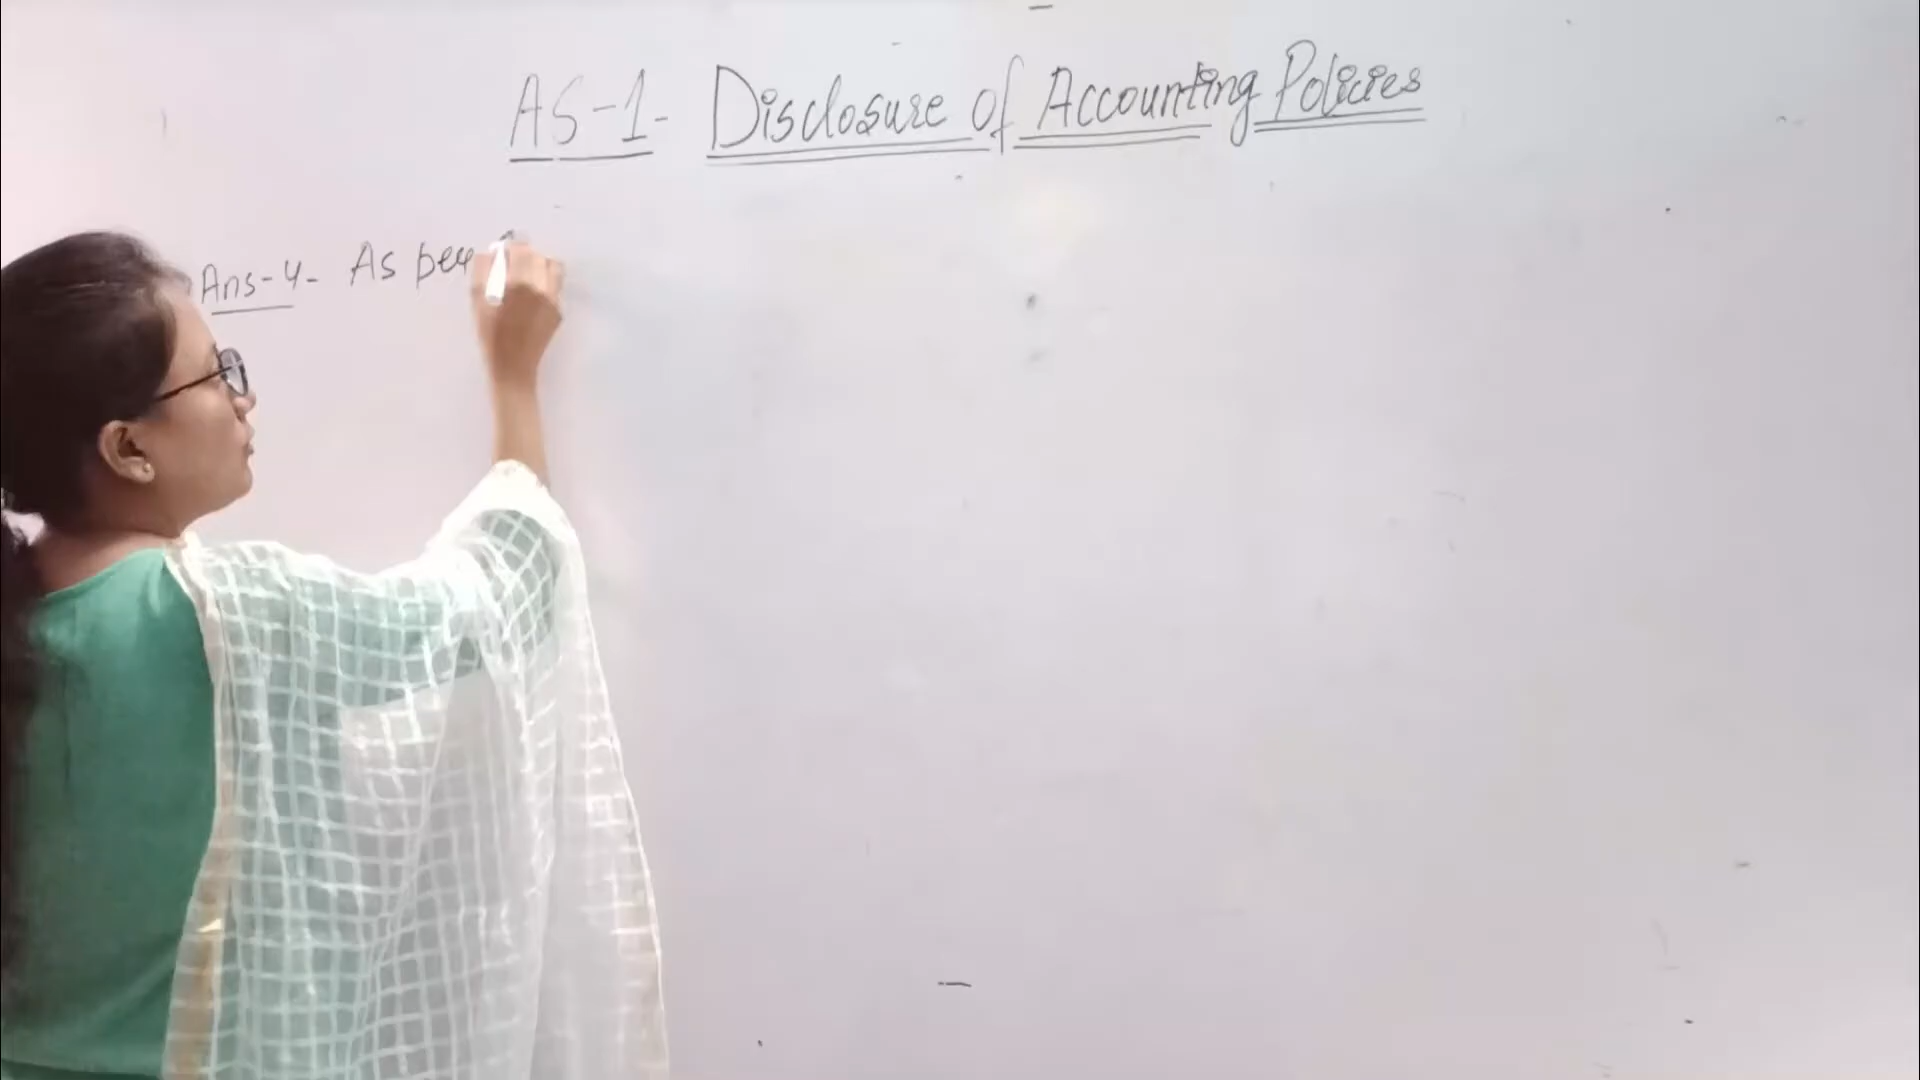 AS-1- Disclosure of Accounting Policies
Ans-4- As per